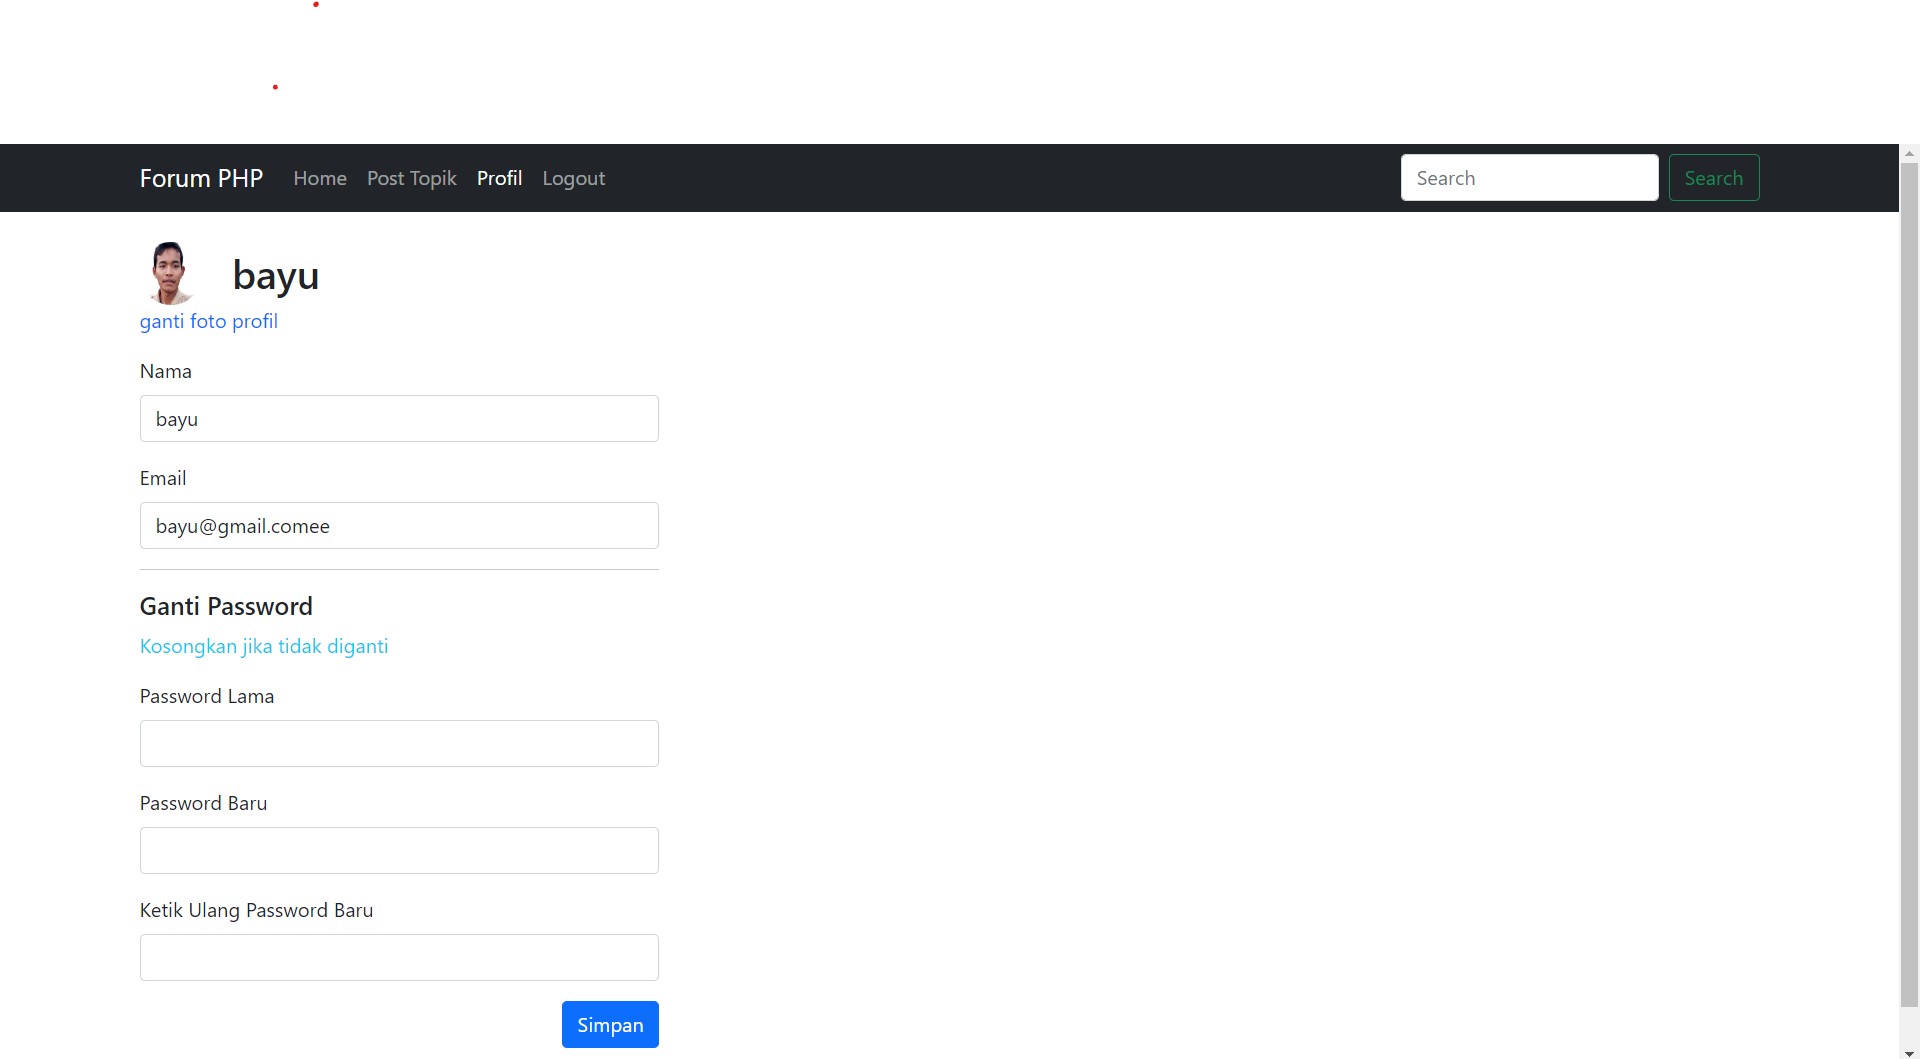 Forum PHP Home Post Topik Profil Logout Search Search
bayu
ganti foto profil
Nama
bayu
Email
bayu@gmail.comee
Ganti Password
Kosongkan jika tidak diganti
Password Lama
Password Baru
Ketik Ulang Password Baru
Simpan